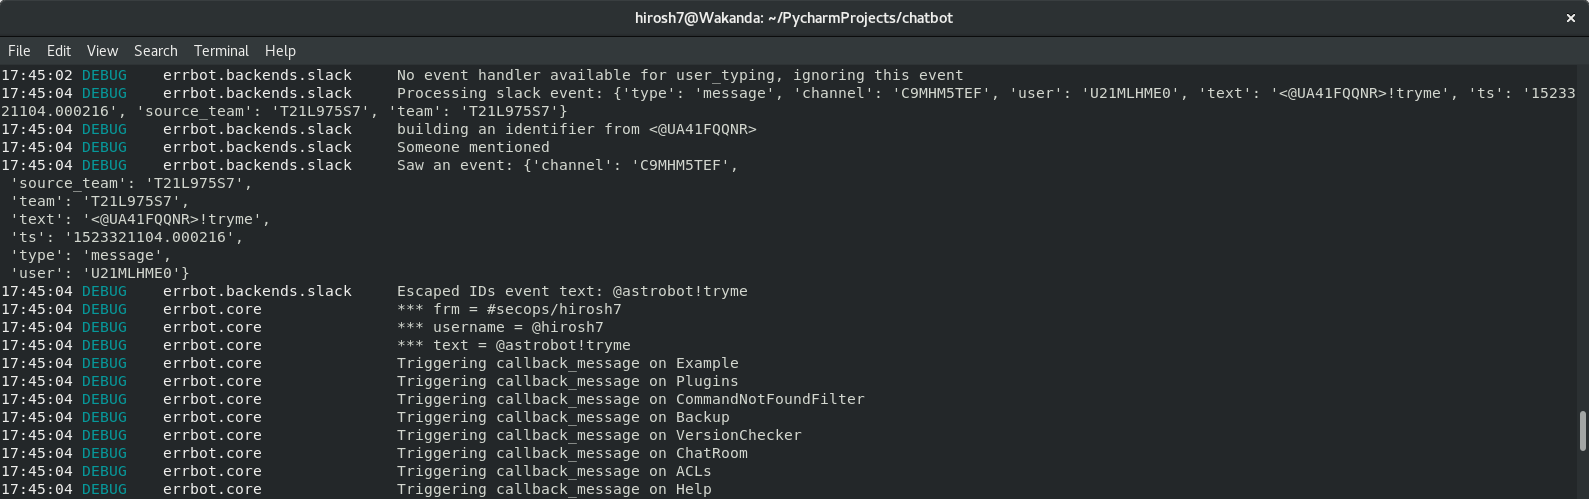 hirosh7@Wakanda: ~/PycharmProjects/chatbot
File Edit View Search Terminal Help
17:45:02 DEBUG    errbot.backends.slack     No event handler available for user_typing, ignoring this event
17:45:04 DEBUG    errbot.backends.slack     Processing slack event: {'type': 'message', 'channel': 'C9MHM5TEF', 'user': 'U21MLHME0', 'text': '<@UA41FQQNR>!tryme', 'ts': '15233
21104.000216', 'source_team': 'T21L975S7', 'team': 'T21L975S7'}
17:45:04 DEBUG    errbot.backends.slack     building an identifier from <@UA41FQQNR>
17:45:04 DEBUG    errbot.backends.slack     Someone mentioned
17:45:04 DEBUG    errbot.backends.slack     Saw an event: {'channel': 'C9MHM5TEF',
 'source_team': 'T21L975S7',
 'team': 'T21L975S7',
 'text': '<@UA41FQQNR>!tryme',
 'ts': '1523321104.000216',
 'type': 'message',
 'user': 'U21MLHME0'}
17:45:04 DEBUG    errbot.backends.slack     Escaped IDs event text: @astrobot!tryme
17:45:04 DEBUG    errbot.core               *** frm = #secops/hirosh7
17:45:04 DEBUG    errbot.core               *** username = @hirosh7
17:45:04 DEBUG    errbot.core               *** text = @astrobot!tryme
17:45:04 DEBUG    errbot.core               Triggering callback_message on Example
17:45:04 DEBUG    errbot.core               Triggering callback_message on Plugins
17:45:04 DEBUG    errbot.core               Triggering callback_message on CommandNotFoundFilter
17:45:04 DEBUG    errbot.core               Triggering callback_message on Backup
17:45:04 DEBUG    errbot.core               Triggering callback_message on VersionChecker
17:45:04 DEBUG    errbot.core               Triggering callback_message on ChatRoom
17:45:04 DEBUG    errbot.core               Triggering callback_message on ACLs
17:45:04 DEBUG    errbot.core               Triggering callback_message on Help